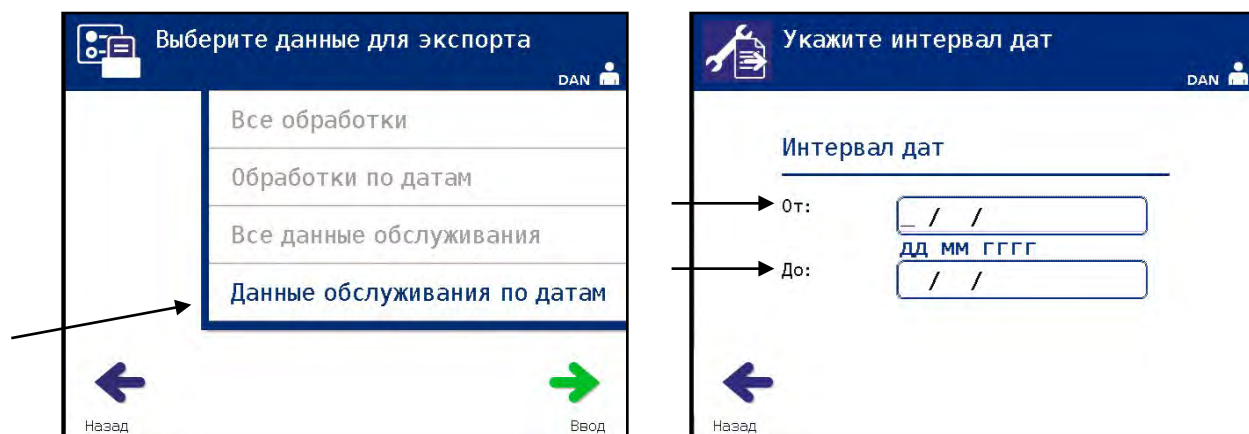 Выберите данные для экспорта
DAN
Все обработки
Обработки по датам
Все данные обслуживания
Данные обслуживания по датам
Назад
Ввод
Укажите интервал дат
DAN
Интервал дат
От:
_ / /
ДД ММ ГГГГ
До:
/ /
Назад